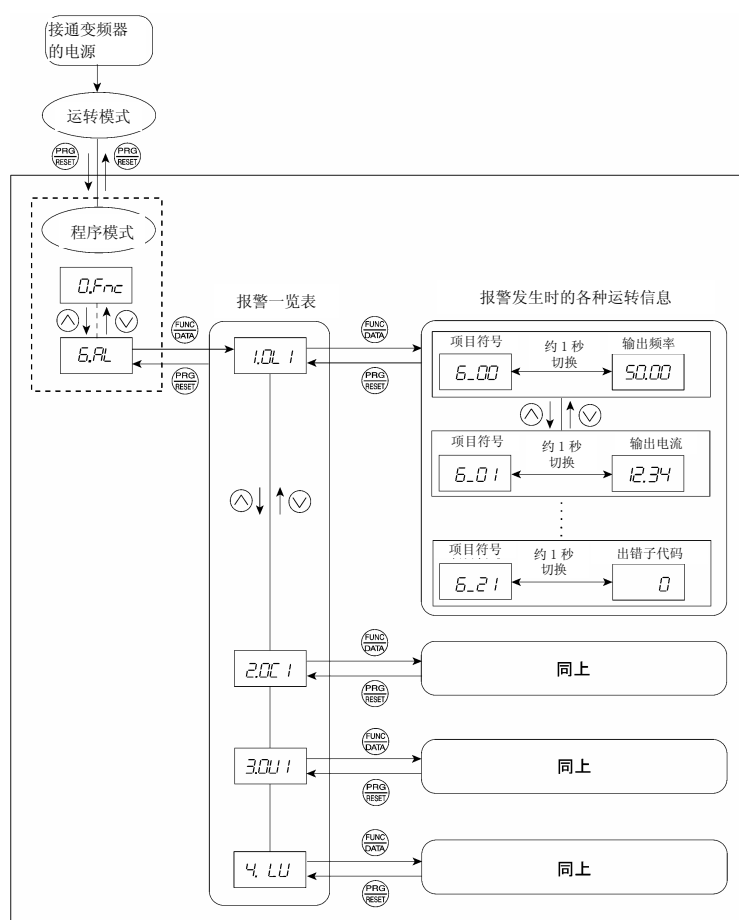 接通变频器
的电源
运转模式
PRG
RESET
PRG
RESET
程序模式
0.Fnc
6.AL
FUNC
DATA
PRG
RESET
报警一览表
1.OL1
FUNC
DATA
PRG
RESET
报警发生时的各种运转信息
项目符号
约1秒
切换
输出频率
6_00
50.00
项目符号
约1秒
切换
输出电流
6_01
12.34
项目符号
约1秒
切换
出错子代码
6_21
0
2.OC1
FUNC
DATA
PRG
RESET
同上
3.OU1
FUNC
DATA
PRG
RESET
同上
4. LU
FUNC
DATA
PRG
RESET
同上